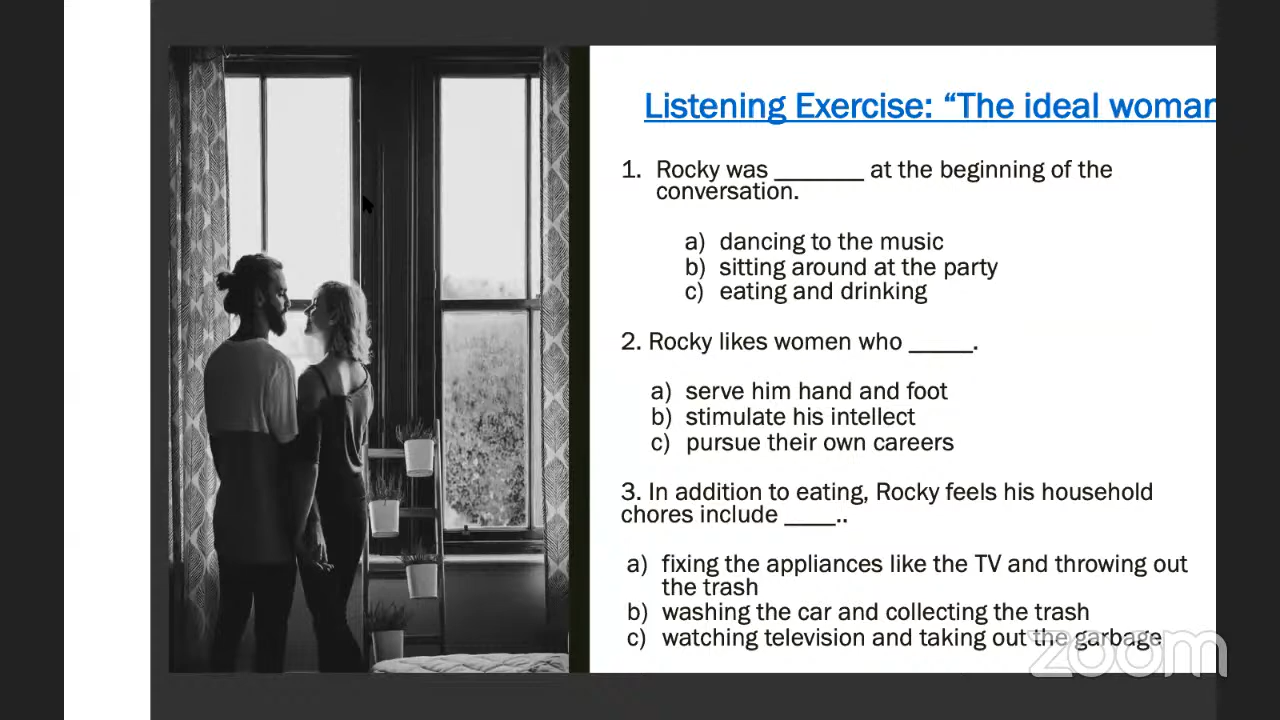 Listening Exercise: “The ideal woman
1. Rocky was _______ at the beginning of the
conversation.
a) dancing to the music
b) sitting around at the party
c) eating and drinking
2. Rocky likes women who _____.
a) serve him hand and foot
b) stimulate his intellect
c) pursue their own careers
3. In addition to eating, Rocky feels his household
chores include ____..
a) fixing the appliances like the TV and throwing out
the trash
b) washing the car and collecting the trash
c) watching television and taking out the garbage
zoom